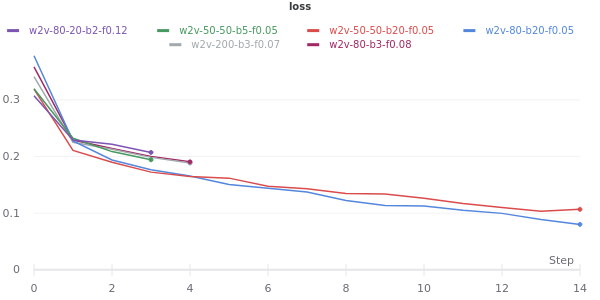 loss
w2v-80-20-b2-f0.12 w2v-50-50-b5-f0.05 w2v-50-50-b20-f0.05 w2v-80-b20-f0.05
w2v-200-b3-f0.07 w2v-80-b3-f0.08
0.3
0.2
0.1
0
Step
0 2 4 6 8 10 12 14